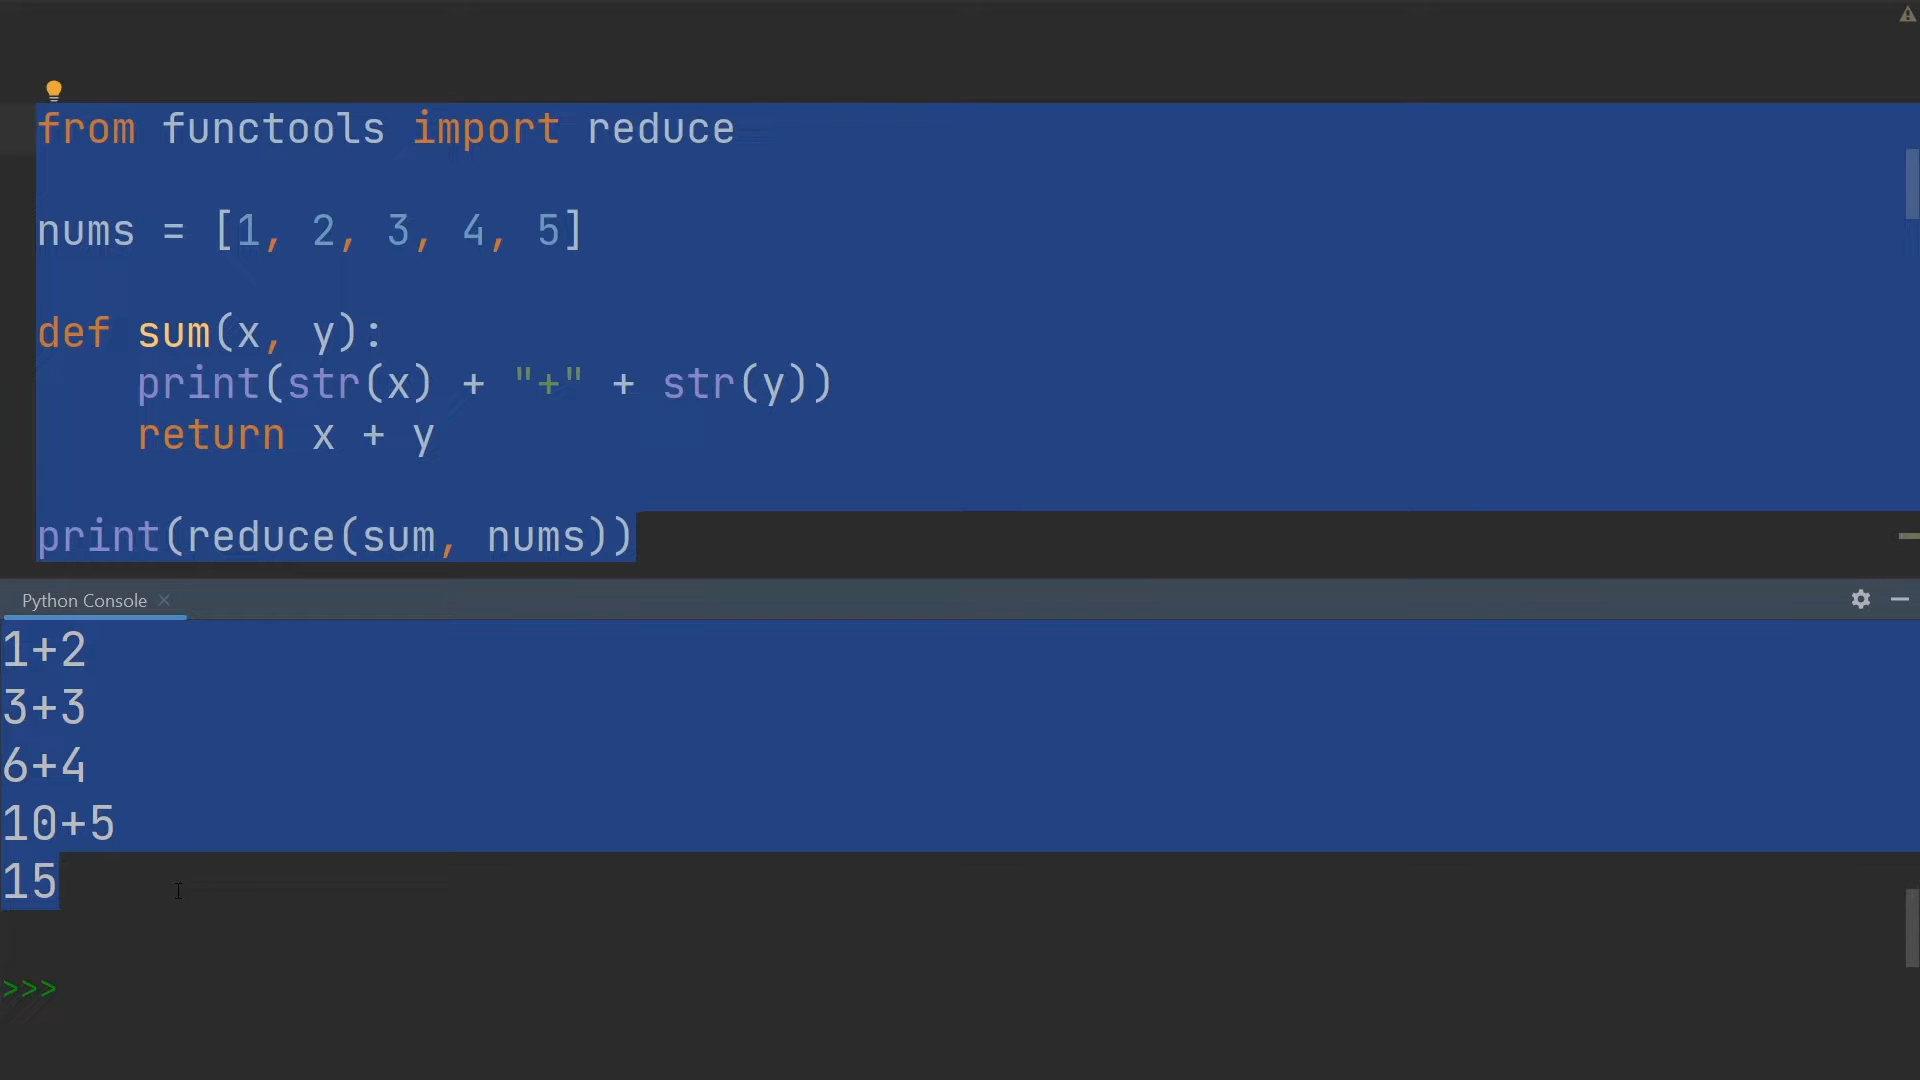 from functools import reduce
nums = [1, 2, 3, 4, 5]
def sum(x, y):
    print(str(x) + "+" + str(y))
    return x + y
print(reduce(sum, nums))
Python Console
1+2
3+3
6+4
10+5
15
>>>